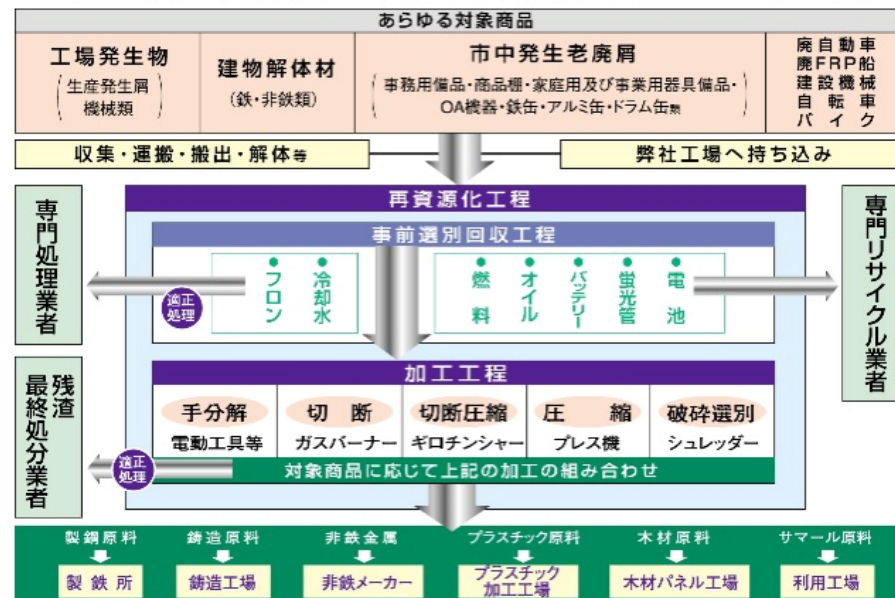 あらゆる対象商品
工場発生物
(生産発生屑
機械類)
建物解体材
(鉄・非鉄類)
市中発生老廃屑
(事務用備品・商品棚・家庭用及び事業用器具備品・
OA機器・鉄缶・アルミ缶・ドラム缶類)
廃自動車
廃FRP船
建設機械
自転車
バイク
収集・運搬・搬出・解体等
弊社工場へ持ち込み
専門処理業者
再資源化工程
専門リサイクル業者
事前選別回収工程
フロン
冷却水
燃料
オイル
バッテリー
蛍光管
電池
適正
処理
加工工程
手分解
切断
切断圧縮
圧縮
破砕選別
電動工具等
ガスバーナー
ギロチンシャー
プレス機
シュレッダー
対象商品に応じて上記の加工の組み合わせ
残渣
最終処分業者
適正
処理
製鋼原料
鋳造原料
非鉄金属
プラスチック原料
木材原料
サマール原料
製鉄所
鋳造工場
非鉄メーカー
プラスチック
加工工場
木材パネル工場
利用工場